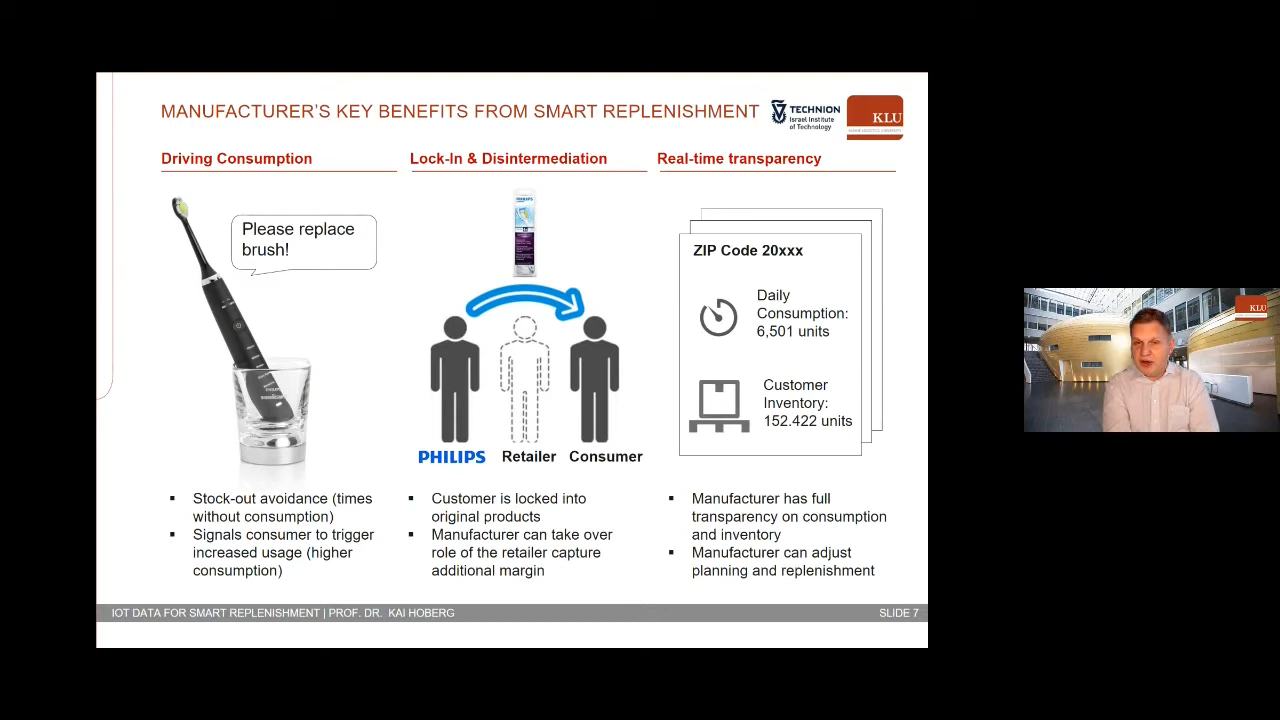 MANUFACTURER'S KEY BENEFITS FROM SMART REPLENISHMENT
TECHNION
Israel Institute
of Technology
KLU
Driving Consumption
Please replace
brush!
Stock-out avoidance (times
without consumption)
Signals consumer to trigger
increased usage (higher
consumption)
Lock-In & Disintermediation
PHILIPS
PHILIPS
Retailer
Consumer
Customer is locked into
original products
Manufacturer can take over
role of the retailer capture
additional margin
Real-time transparency
ZIP Code 20xxx
Daily
Consumption:
6,501 units
Customer
Inventory:
152.422 units
Manufacturer has full
transparency on consumption
and inventory
Manufacturer can adjust
planning and replenishment
IOT DATA FOR SMART REPLENISHMENT | PROF. DR. KAI HOBERG
SLIDE 7
KLU